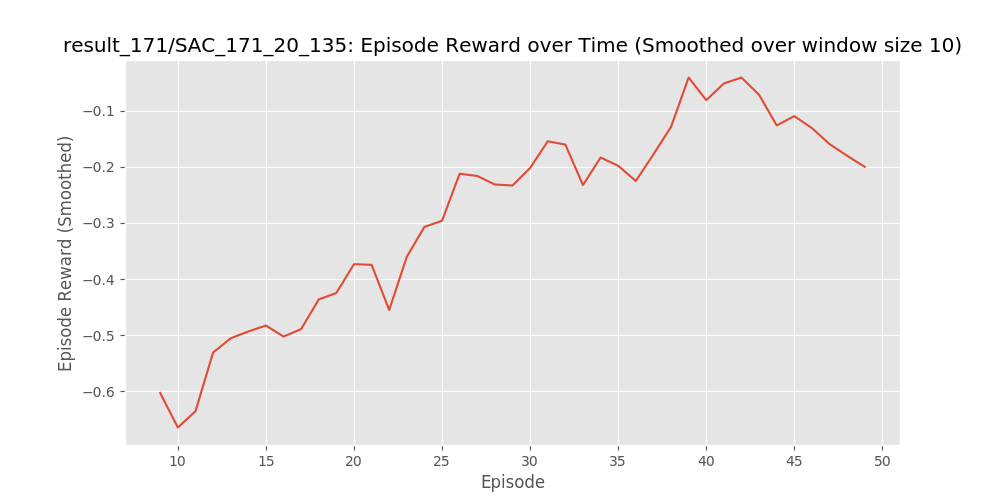 result_171/SAC_171_20_135: Episode Reward over Time (Smoothed over window size 10)
Episode Reward (Smoothed)
−0.1
−0.2
−0.3
−0.4
−0.5
−0.6
10 15 20 25 30 35 40 45 50
Episode